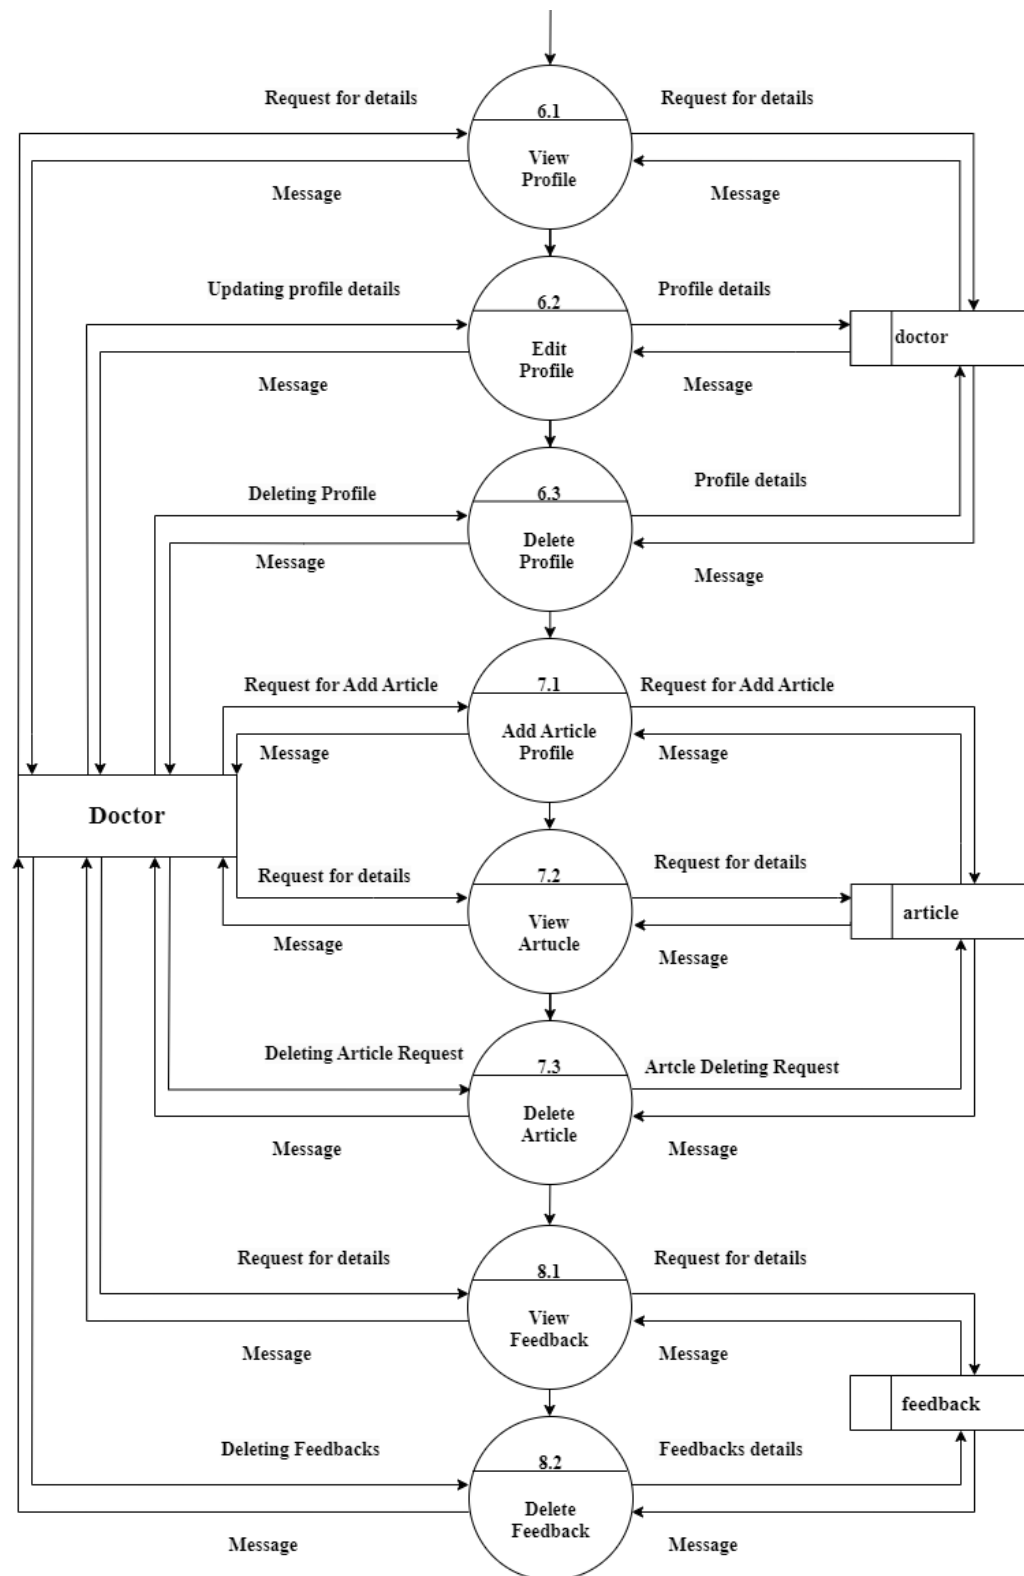 Request for details
6.1
Request for details
View
Profile
Message
Message
Updating profile details
6.2
Profile details
Edit
Profile
doctor
Message
Message
Deleting Profile
6.3
Profile details
Delete
Profile
Message
Message
Request for Add Article
7.1
Request for Add Article
Add Article
Profile
Message
Message
Doctor
Request for details
7.2
Request for details
View
Artucle
article
Message
Message
Deleting Article Request
7.3
Artcle Deleting Request
Delete
Article
Message
Message
Request for details
8.1
Request for details
View
Feedback
Message
Message
feedback
Deleting Feedbacks
8.2
Feedbacks details
Delete
Feedback
Message
Message